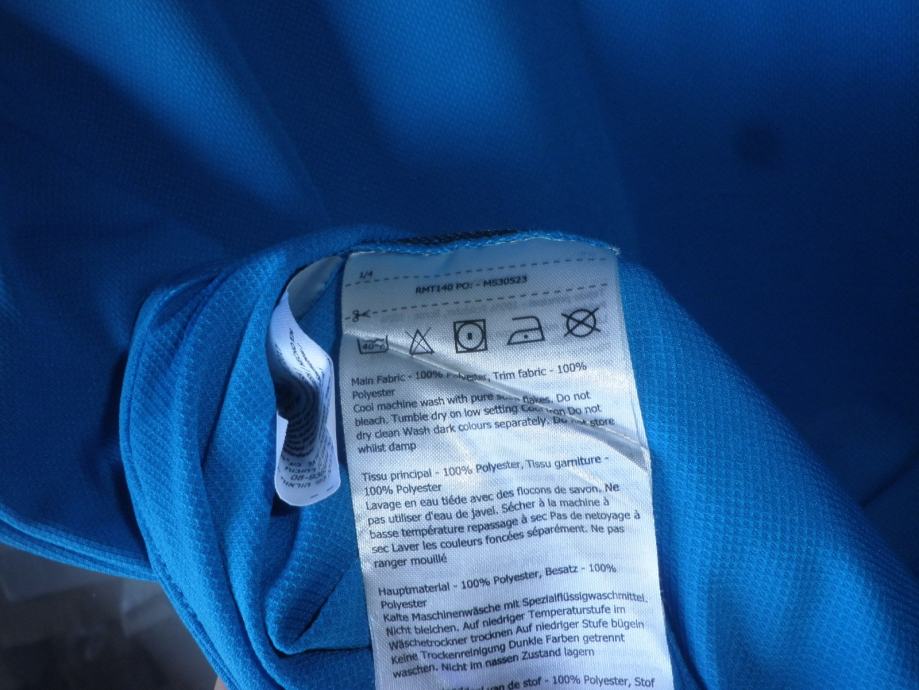 1/4
RMT140 PO: - MS30523
40°
Main Fabric - 100% Polyester, Trim fabric - 100%
Polyester
Cool machine wash with pure soap flakes. Do not
bleach. Tumble dry on low setting Cool iron Do not
dry clean Wash dark colours separately. Do not store
whilst damp
Tissu principal - 100% Polyester, Tissu garniture -
100% Polyester
Lavage en eau tiéde avec des flocons de savon. Ne
pas utiliser d'eau de javel. Sécher à la machine à
basse température repassage à sec Pas de netoyage à
sec Laver les couleurs foncées séparément. Ne pas
ranger mouillé
Hauptmaterial - 100% Polyester, Besatz - 100%
Polyester
Kalte Maschinenwäsche mit Spezialflüssigwaschmittel.
Nicht bleichen. Auf niedriger Temperaturstufe im
Wäschetrockner trocknen Auf niedriger Stufe bügeln
Keine Trockenreinigung Dunkle Farben getrennt
waschen. Nicht im nassen Zustand lagern
van de stof - 100% Polyester, Stof